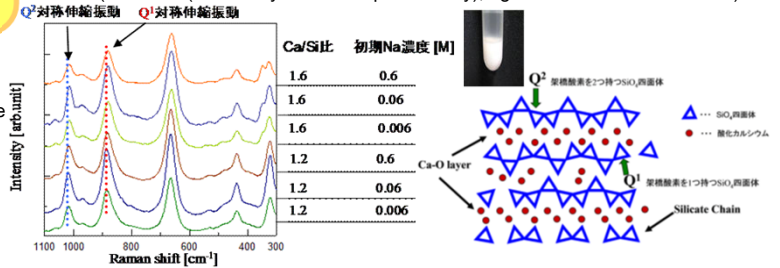 Q²対称伸縮振動 Q¹対称伸縮振動
Ca/Si比 初期Na濃度 [M]
1.6 0.6
1.6 0.06
1.6 0.006
1.2 0.6
1.2 0.06
1.2 0.006
Intensity [arb.unit]
1100 1000 800 600 400 300
Raman shift [cm⁻¹]
Q² 架橋酸素を2つ持つSiO₄四面体
… SiO₄四面体
… 酸化カルシウム
Ca-O layer
Q¹ 架橋酸素を1つ持つSiO₄四面体
Silicate Chain